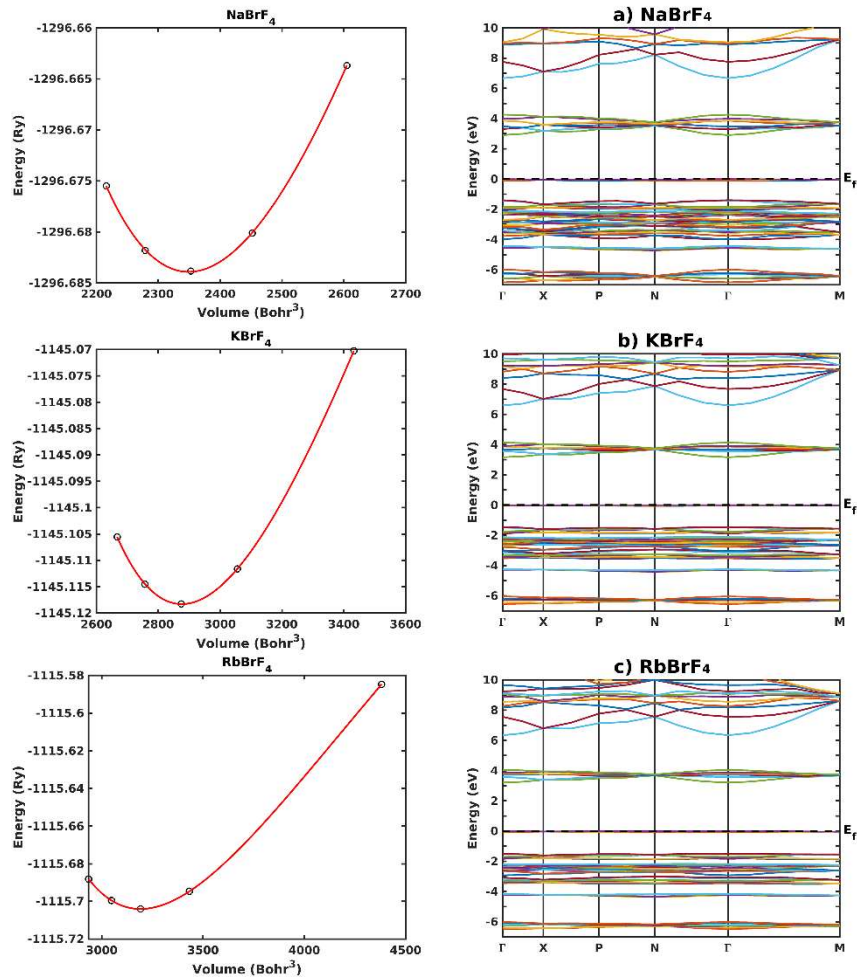 NaBrF4
-1296.66
-1296.665
-1296.67
-1296.675
-1296.68
-1296.685
Energy (Ry)
2200 2300 2400 2500 2600 2700
Volume (Bohr3)
a) NaBrF4
10
8
6
4
2
0
-2
-4
-6
Energy (eV)
Ef
Γ X P N Γ M
KBrF4
-1145.07
-1145.075
-1145.08
-1145.085
-1145.09
-1145.095
-1145.1
-1145.105
-1145.11
-1145.115
-1145.12
Energy (Ry)
2600 2800 3000 3200 3400 3600
Volume (Bohr3)
b) KBrF4
10
8
6
4
2
0
-2
-4
-6
Energy (eV)
Ef
Γ X P N Γ M
RbBrF4
-1115.58
-1115.6
-1115.62
-1115.64
-1115.66
-1115.68
-1115.7
-1115.72
Energy (Ry)
3000 3500 4000 4500
Volume (Bohr3)
c) RbBrF4
10
8
6
4
2
0
-2
-4
-6
Energy (eV)
Ef
Γ X P N Γ M